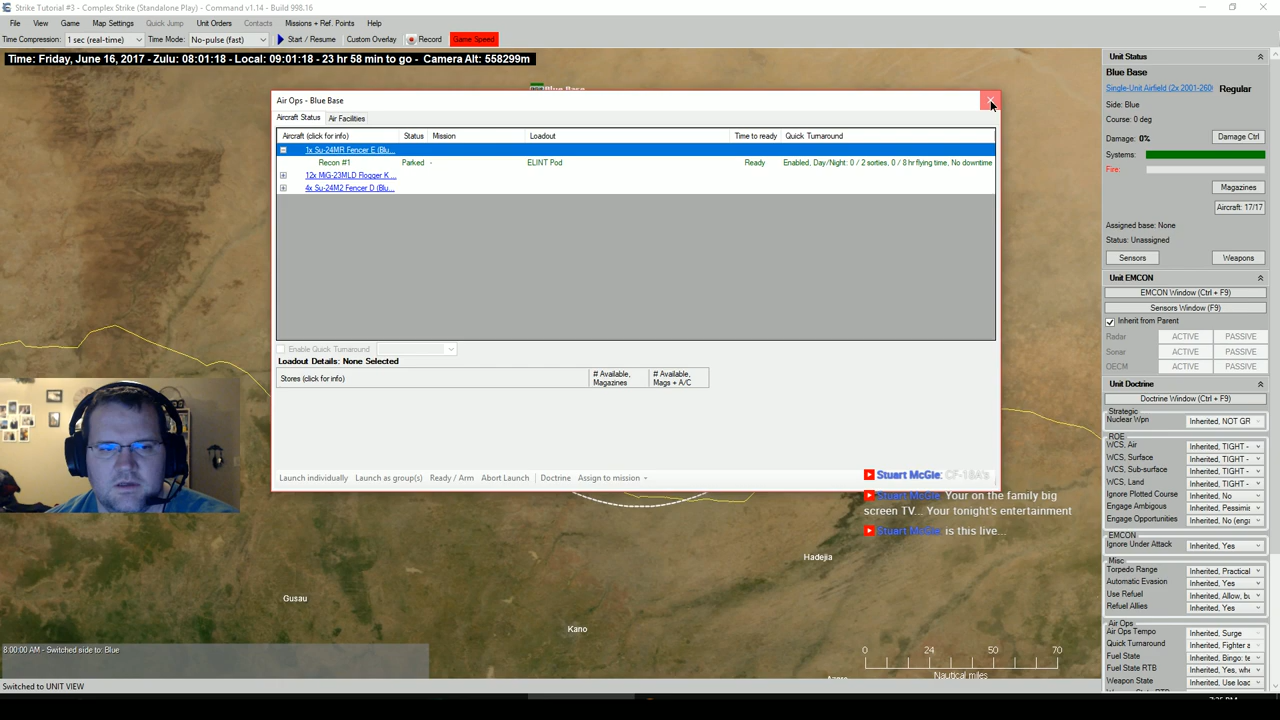 Strike Tutorial #3 - Complex Strike (Standalone Play) - Command v1.14 - Build 998.16
File View Game Map Settings Quick Jump Unit Orders Contacts Missions + Ref. Points Help
Time Compression: 1 sec (real-time) Time Mode: No-pulse (fast) Start / Resume Custom Overlay Record Game Speed
Time: Friday, June 16, 2017 - Zulu: 08:01:18 - Local: 09:01:18 - 23 hr 58 min to go - Camera Alt: 558299m
Blue Base
Air Ops - Blue Base
Aircraft Status Air Facilities
Aircraft (click for info) Status Mission Loadout Time to ready Quick Turnaround
1x Su-24MR Fencer E (Blu...
Recon #1 Parked - ELINT Pod Ready Enabled, Day/Night: 0 / 2 sorties, 0 / 8 hr flying time, No downtime
12x MiG-23MLD Flogger K ...
4x Su-24M2 Fencer D (Blu...
Enable Quick Turnaround
Loadout Details: None Selected
Stores (click for info) # Available, Magazines # Available, Mags + A/C
Launch individually Launch as group(s) Ready / Arm Abort Launch Doctrine Assign to mission
Stuart McGie: CF-18A's
Stuart McGie: Your on the family big
screen TV... Your tonight's entertainment
Stuart McGie: is this live...
Hadejia
Gusau
Kano
0 24 50 70
Nautical miles
8:00:00 AM - Switched side to: Blue
Switched to UNIT VIEW
Unit Status
Blue Base
Single-Unit Airfield (2x 2001-260 Regular
Side: Blue
Course: 0 deg
Damage: 0% Damage Ctrl
Systems:
Fire:
Magazines
Aircraft: 17/17
Assigned base: None
Status: Unassigned
Sensors Weapons
Unit EMCON
EMCON Window (Ctrl + F9)
Sensors Window (F9)
Inherit from Parent
Radar ACTIVE PASSIVE
Sonar ACTIVE PASSIVE
OECM ACTIVE PASSIVE
Unit Doctrine
Doctrine Window (Ctrl + F9)
Strategic
Nuclear Wpn Inherited, NOT GR
ROE
WCS, Air Inherited, TIGHT -
WCS, Surface Inherited, TIGHT -
WCS, Sub-surface Inherited, TIGHT -
WCS, Land Inherited, TIGHT -
Ignore Plotted Course Inherited, No
Engage Ambiguous Inherited, Pessimis
Engage Opportunities Inherited, No (enga
EMCON
Ignore Under Attack Inherited, Yes
Misc
Torpedo Range Inherited, Practical
Automatic Evasion Inherited, Yes
Use Refuel Inherited, Allow, bu
Refuel Allies Inherited, Yes
Air Ops
Air Ops Tempo Inherited, Surge
Quick Turnaround Inherited, Fighter a
Fuel State Inherited, Bingo: te
Fuel State RTB Inherited, Yes, whe
Weapon State Inherited, Use loac